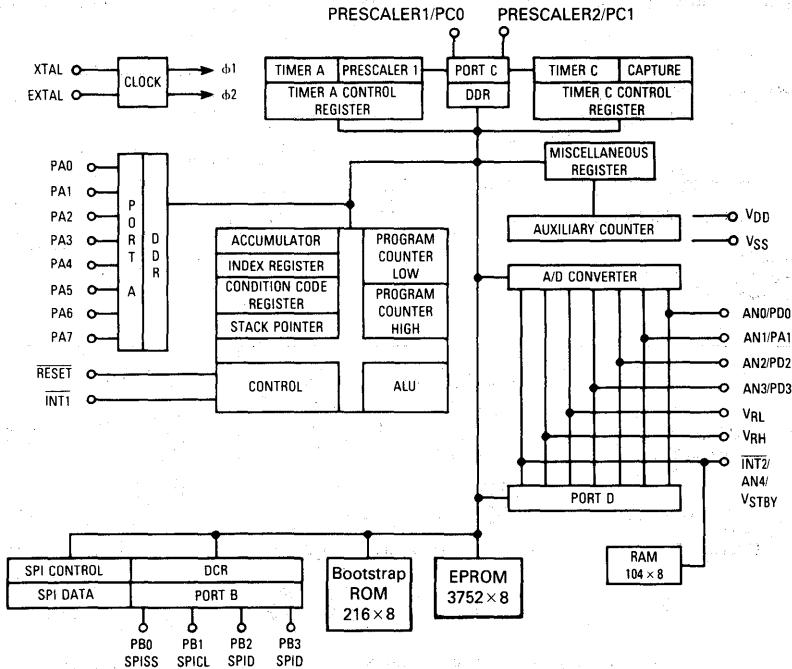 PRESCALER1/PC0 PRESCALER2/PC1
XTAL
EXTAL
CLOCK
ϕ1
ϕ2
TIMER A PRESCALER 1
TIMER A CONTROL
REGISTER
PORT C
DDR
TIMER C CAPTURE
TIMER C CONTROL
REGISTER
MISCELLANEOUS
REGISTER
AUXILIARY COUNTER
VDD
VSS
PA0
PA1
PA2
PA3
PA4
PA5
PA6
PA7
PORT A
DDR
RESET
INT1
ACCUMULATOR
INDEX REGISTER
CONDITION CODE
REGISTER
STACK POINTER
PROGRAM
COUNTER
LOW
PROGRAM
COUNTER
HIGH
CONTROL
ALU
A/D CONVERTER
AN0/PD0
AN1/PA1
AN2/PD2
AN3/PD3
VRL
VRH
INT2/
AN4/
VSTBY
PORT D
RAM
104×8
SPI CONTROL DCR
SPI DATA PORT B
Bootstrap
ROM
216×8
EPROM
3752×8
PB0 PB1 PB2 PB3
SPISS SPICL SPID SPID